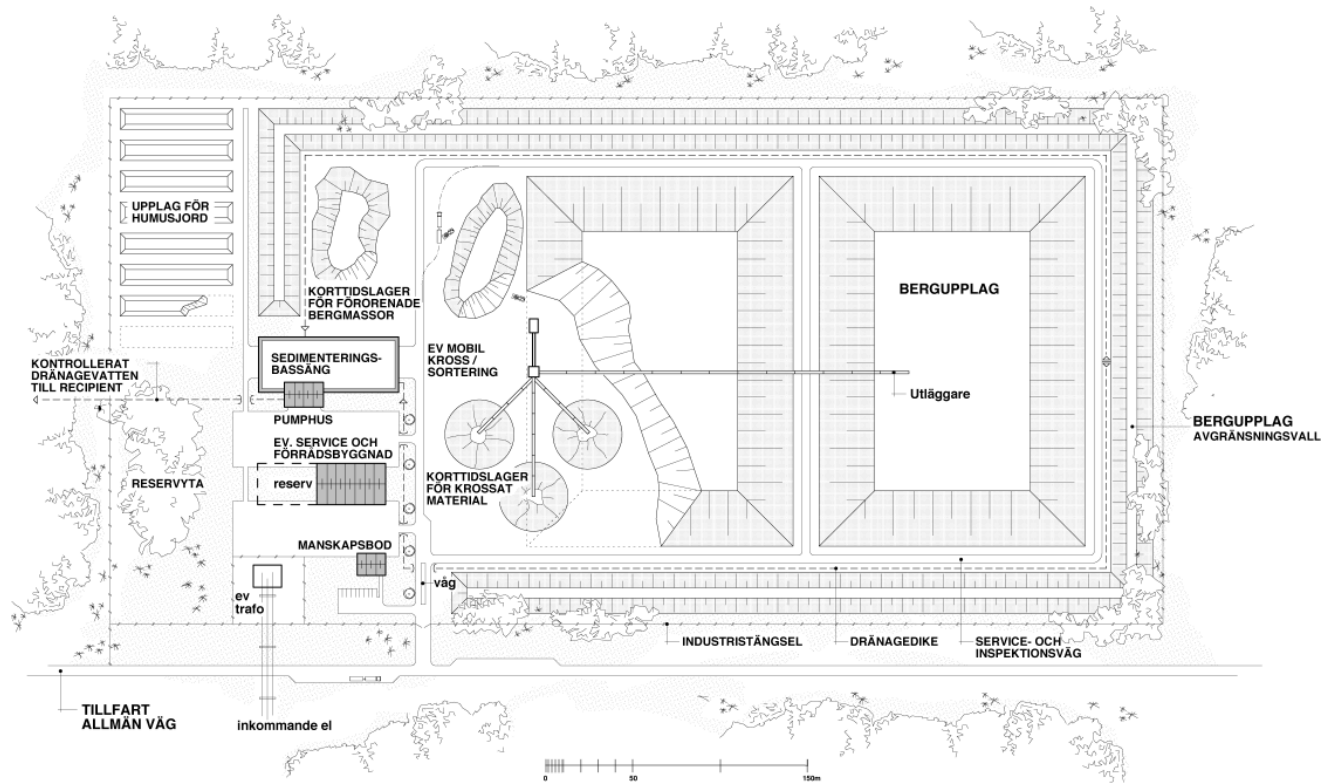 UPPLAG FÖR
HUMUSJORD
KORTTIDSLAGER
FÖR FÖRORENADE
BERGMASSOR
BERGUPPLAG
KONTROLLERAT
DRÄNAGEVATTEN
TILL RECIPIENT
SEDIMENTERINGS-
BASSÄNG
EV MOBIL
KROSS /
SORTERING
Utläggare
PUMPHUS
BERGUPPLAG
AVGRÄNSNINGSVALL
EV. SERVICE OCH
FÖRRÅDSBYGGNAD
RESERVYTA
reserv
KORTTIDSLAGER
FÖR KROSSAT
MATERIAL
MANSKAPSBOD
våg
ev
trafo
INDUSTRISTÄNGSEL
DRÄNAGEDIKE
SERVICE- OCH
INSPEKTIONSVÄG
TILLFART
ALLMÄN VÄG
inkommande el
0 50 150m